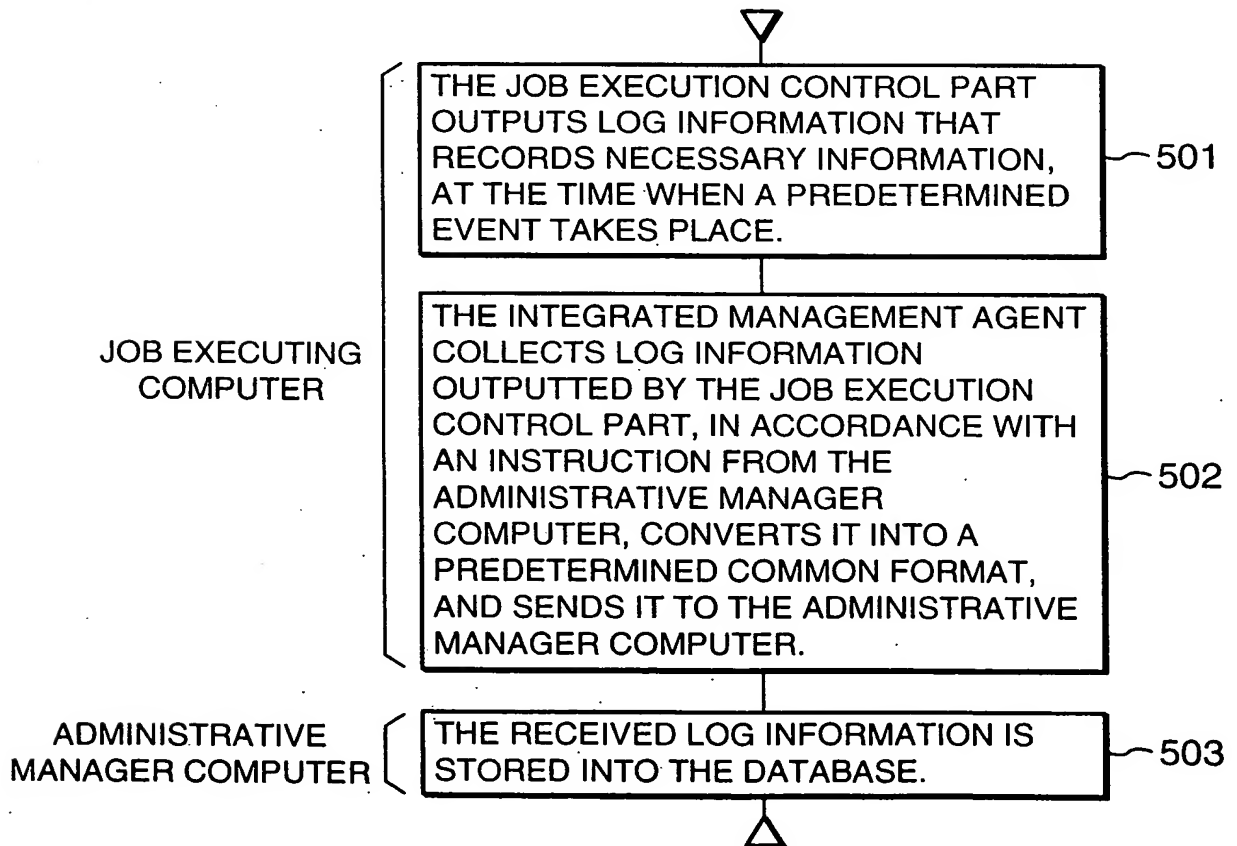 THE JOB EXECUTION CONTROL PART
OUTPUTS LOG INFORMATION THAT
RECORDS NECESSARY INFORMATION,
AT THE TIME WHEN A PREDETERMINED
EVENT TAKES PLACE.
501
JOB EXECUTING
COMPUTER
THE INTEGRATED MANAGEMENT AGENT
COLLECTS LOG INFORMATION
OUTPUTTED BY THE JOB EXECUTION
CONTROL PART, IN ACCORDANCE WITH
AN INSTRUCTION FROM THE
ADMINISTRATIVE MANAGER
COMPUTER, CONVERTS IT INTO A
PREDETERMINED COMMON FORMAT,
AND SENDS IT TO THE ADMINISTRATIVE
MANAGER COMPUTER.
502
ADMINISTRATIVE
MANAGER COMPUTER
THE RECEIVED LOG INFORMATION IS
STORED INTO THE DATABASE.
503